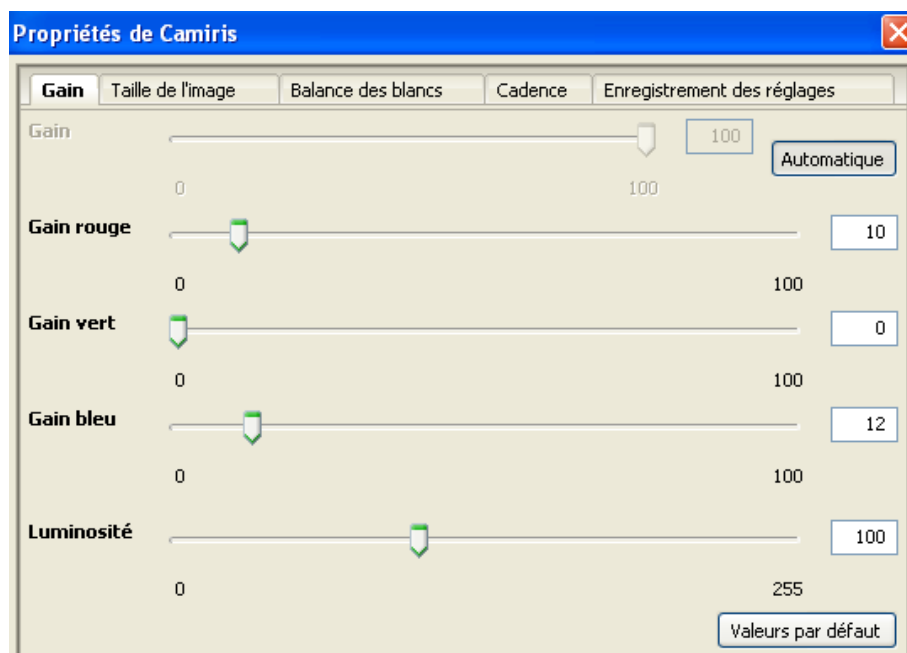 Propriétés de Camiris
Gain Taille de l'image Balance des blancs Cadence Enregistrement des réglages
Gain 100 Automatique
0 100
Gain rouge 10
0 100
Gain vert 0
0 100
Gain bleu 12
0 100
Luminosité 100
0 255
Valeurs par défaut